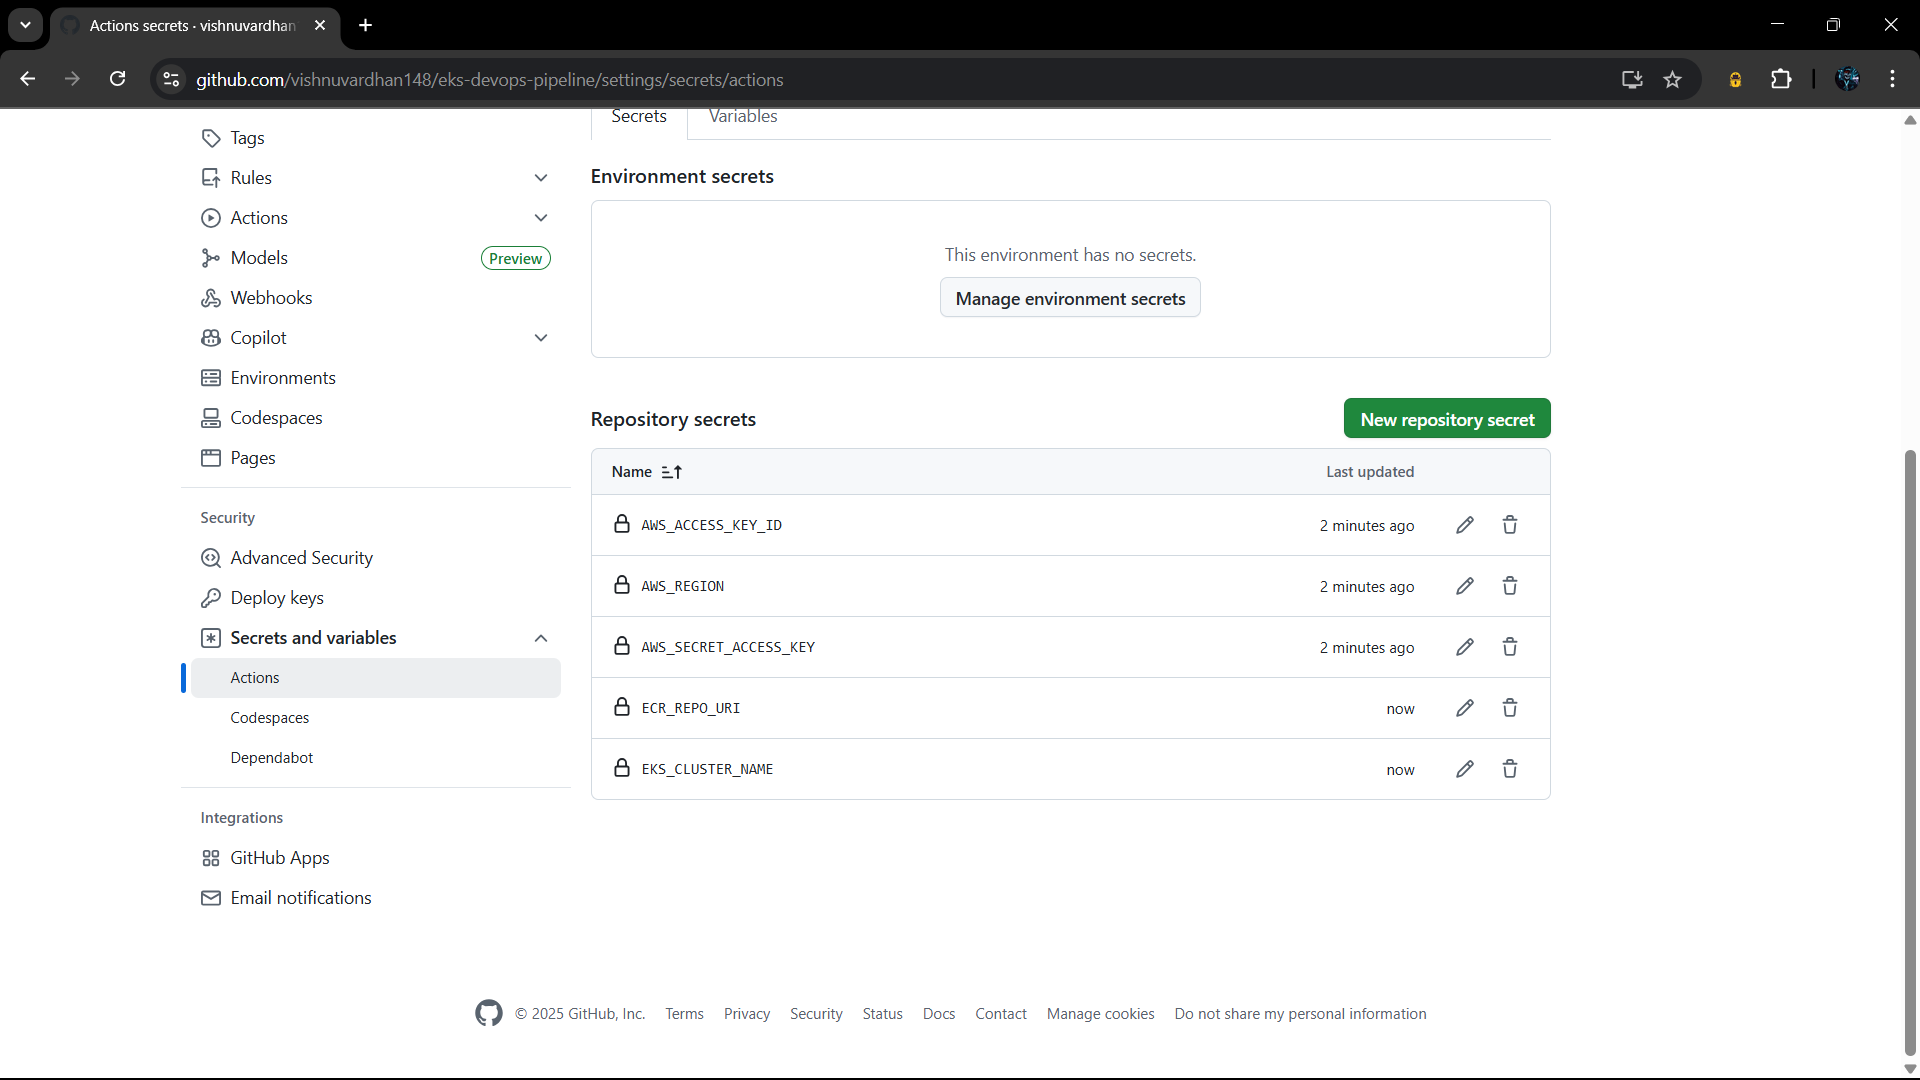 Actions secrets · vishnuvardhan
github.com/vishnuvardhan148/eks-devops-pipeline/settings/secrets/actions
Tags
Rules
Actions
Models
Preview
Webhooks
Copilot
Environments
Codespaces
Pages
Security
Advanced Security
Deploy keys
Secrets and variables
Actions
Codespaces
Dependabot
Integrations
GitHub Apps
Email notifications
Secrets
Variables
Environment secrets
This environment has no secrets.
Manage environment secrets
Repository secrets
New repository secret
Name
Last updated
AWS_ACCESS_KEY_ID
2 minutes ago
AWS_REGION
2 minutes ago
AWS_SECRET_ACCESS_KEY
2 minutes ago
ECR_REPO_URI
now
EKS_CLUSTER_NAME
now
© 2025 GitHub, Inc.
Terms
Privacy
Security
Status
Docs
Contact
Manage cookies
Do not share my personal information